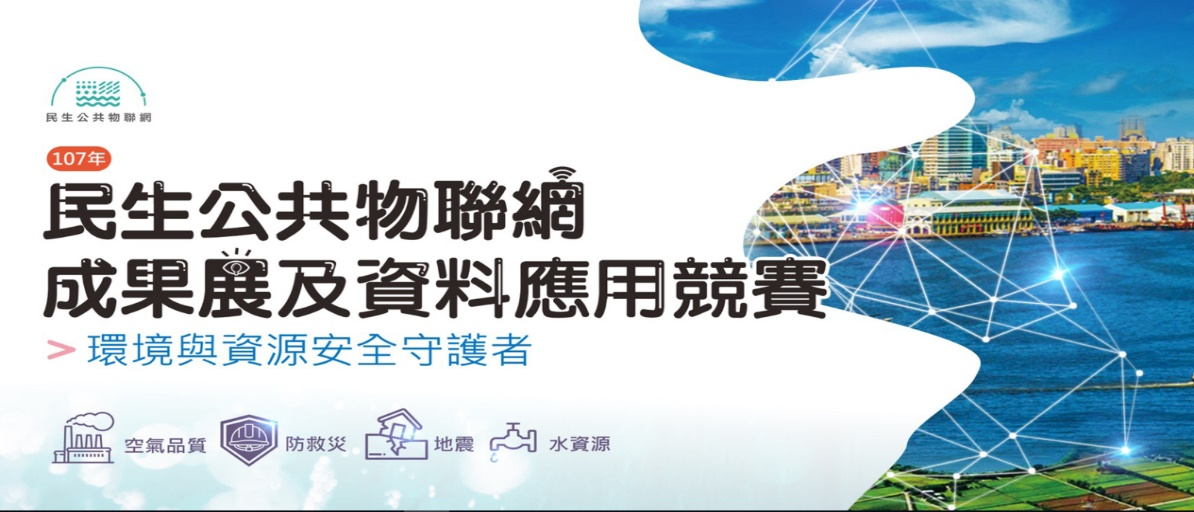 民生公共物聯網
107年
民生公共物聯網
成果展及資料應用競賽
> 環境與資源安全守護者
空氣品質 防救災 地震 水資源